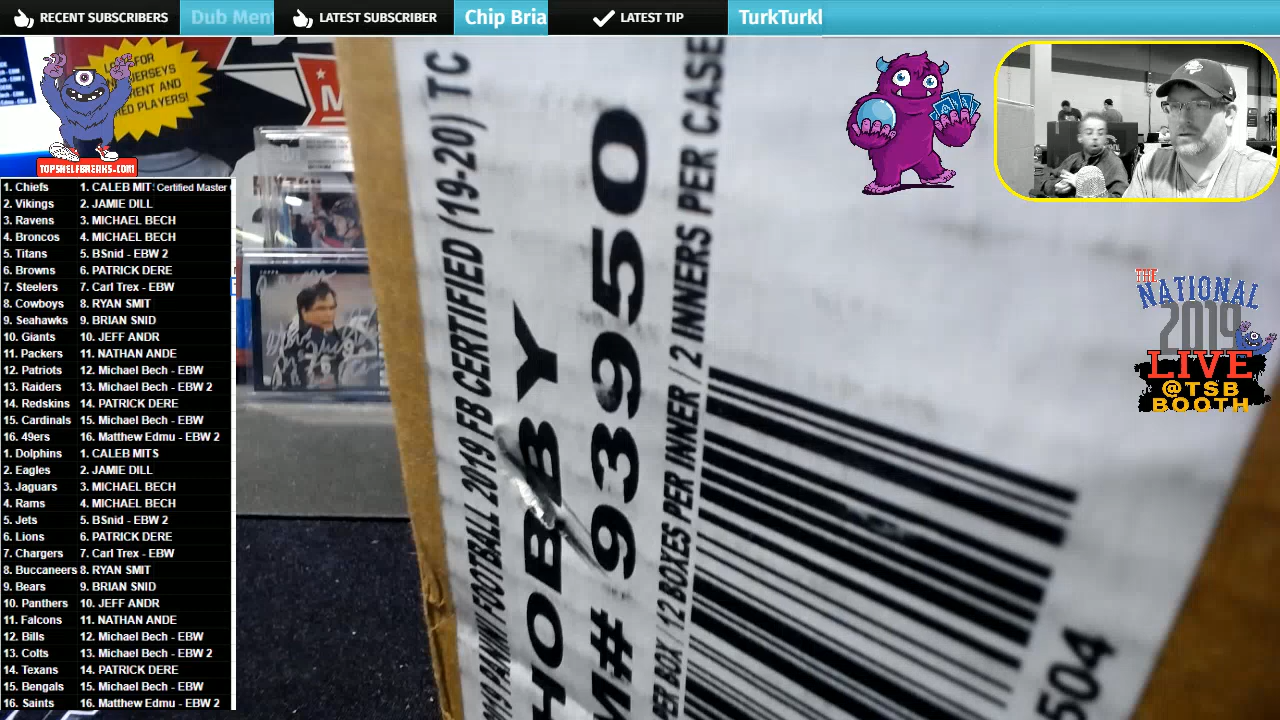 RECENT SUBSCRIBERS
Dub Ment
LATEST SUBSCRIBER
Chip Bria
LATEST TIP
TurkTurkl
TOPSHELFBREAKS.COM
1. Chiefs 1. CALEB MIT: Certified Master
2. Vikings 2. JAMIE DILL
3. Ravens 3. MICHAEL BECH
4. Broncos 4. MICHAEL BECH
5. Titans 5. BSnid - EBW 2
6. Browns 6. PATRICK DERE
7. Steelers 7. Carl Trex - EBW
8. Cowboys 8. RYAN SMIT
9. Seahawks 9. BRIAN SNID
10. Giants 10. JEFF ANDR
11. Packers 11. NATHAN ANDE
12. Patriots 12. Michael Bech - EBW
13. Raiders 13. Michael Bech - EBW 2
14. Redskins 14. PATRICK DERE
15. Cardinals 15. Michael Bech - EBW
16. 49ers 16. Matthew Edmu - EBW 2
1. Dolphins 1. CALEB MITS
2. Eagles 2. JAMIE DILL
3. Jaguars 3. MICHAEL BECH
4. Rams 4. MICHAEL BECH
5. Jets 5. BSnid - EBW 2
6. Lions 6. PATRICK DERE
7. Chargers 7. Carl Trex - EBW
8. Buccaneers 8. RYAN SMIT
9. Bears 9. BRIAN SNID
10. Panthers 10. JEFF ANDR
11. Falcons 11. NATHAN ANDE
12. Bills 12. Michael Bech - EBW
13. Colts 13. Michael Bech - EBW 2
14. Texans 14. PATRICK DERE
15. Bengals 15. Michael Bech - EBW
16. Saints 16. Matthew Edmu - EBW 2
2019 PANINI FOOTBALL 2019 FB CERTIFIED (19-20) TC
HOBBY
M# 93950
PER BOX / 12 BOXES PER INNER / 2 INNERS PER CASE
504
THE
NATIONAL
2019
LIVE
@TSB
BOOTH